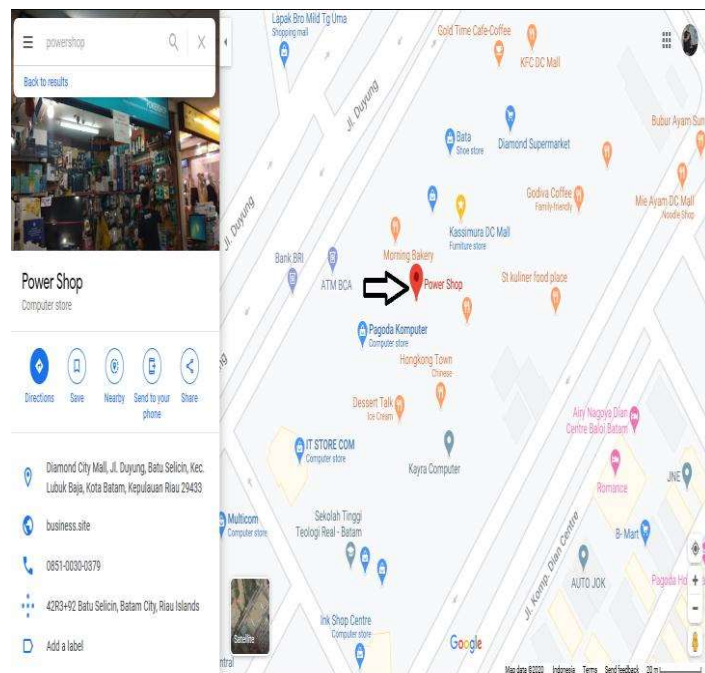 powershop
Back to results
Power Shop
Computer store
Directions
Save
Nearby
Send to your
phone
Share
Diamond City Mall, Jl. Duyung, Batu Selicin, Kec.
Lubuk Baja, Kota Batam, Kepulauan Riau 29433
business.site
0851-0030-0379
42R3+92 Batu Selicin, Batam City, Riau Islands
Add a label
Lapak Bro Mild Tg Uma
Shopping mall
Gold Time Cafe-Coffee
KFC DC Mall
Jl. Duyung
Bata
Shoe store
Diamond Supermarket
Bubur Ayam Sun
Godiva Coffee
Family-friendly
Mie Ayam DC Mall
Noodle Shop
Jl. Duyung
Kassimura DC Mall
Furniture store
Bank BRI
Morning Bakery
ATM BCA
Power Shop
St kuliner food place
Pagoda Komputer
Computer store
Hongkong Town
Chinese
Dessert Talk
Ice Cream
Airy Nagoya Dian
Centre Baloi Batam
IT STORE COM
Computer store
Kayra Computer
Romance
JNE
Multicom
Computer store
Sekolah Tinggi
Teologi Real - Batam
Jl. Komp. Dian Centre
B- Mart
AUTO JOK
Pagoda Ho
Satellite
Ink Shop Centre
Computer store
Google
ntral
Map data ©2020
Indonesia
Terms
Send feedback
20 m